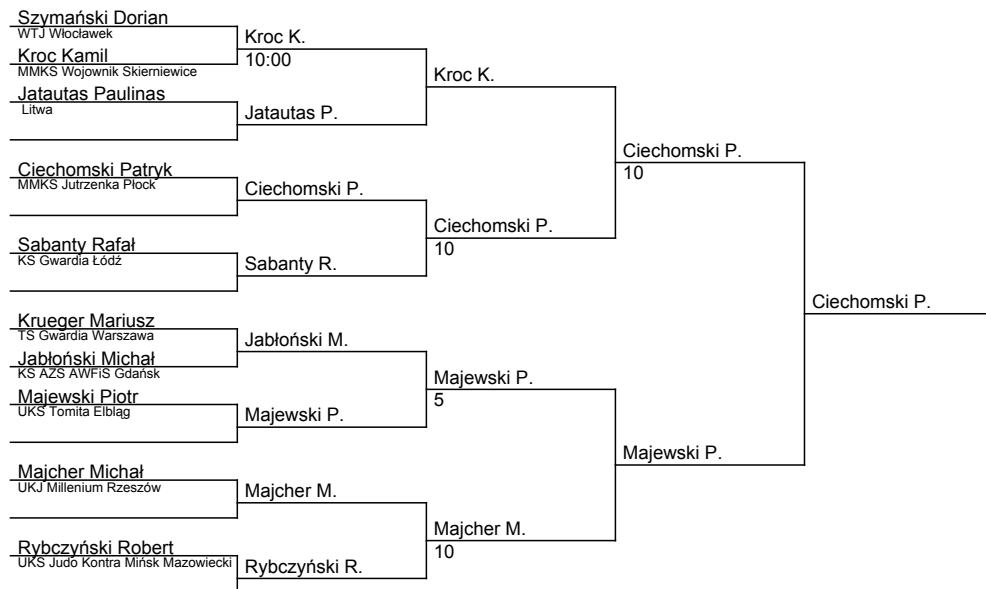 Szymański Dorian
WTJ Włocławek
Kroc K.
10:00
Kroc Kamil
MMKS Wojownik Skierniewice
Kroc K.
Jatautas Paulinas
Litwa
Jatautas P.
Ciechomski P.
10
Ciechomski Patryk
MMKS Jutrzenka Płock
Ciechomski P.
Ciechomski P.
10
Sabanty Rafał
KS Gwardia Łódź
Sabanty R.
Ciechomski P.
Krueger Mariusz
TS Gwardia Warszawa
Jabłoński M.
Jabłoński Michał
KS AZS AWFiS Gdańsk
Majewski P.
5
Majewski Piotr
UKS Tomita Elbląg
Majewski P.
Majewski P.
Majcher Michał
UKJ Millenium Rzeszów
Majcher M.
Majcher M.
10
Rybczyński Robert
UKS Judo Kontra Mińsk Mazowiecki
Rybczyński R.